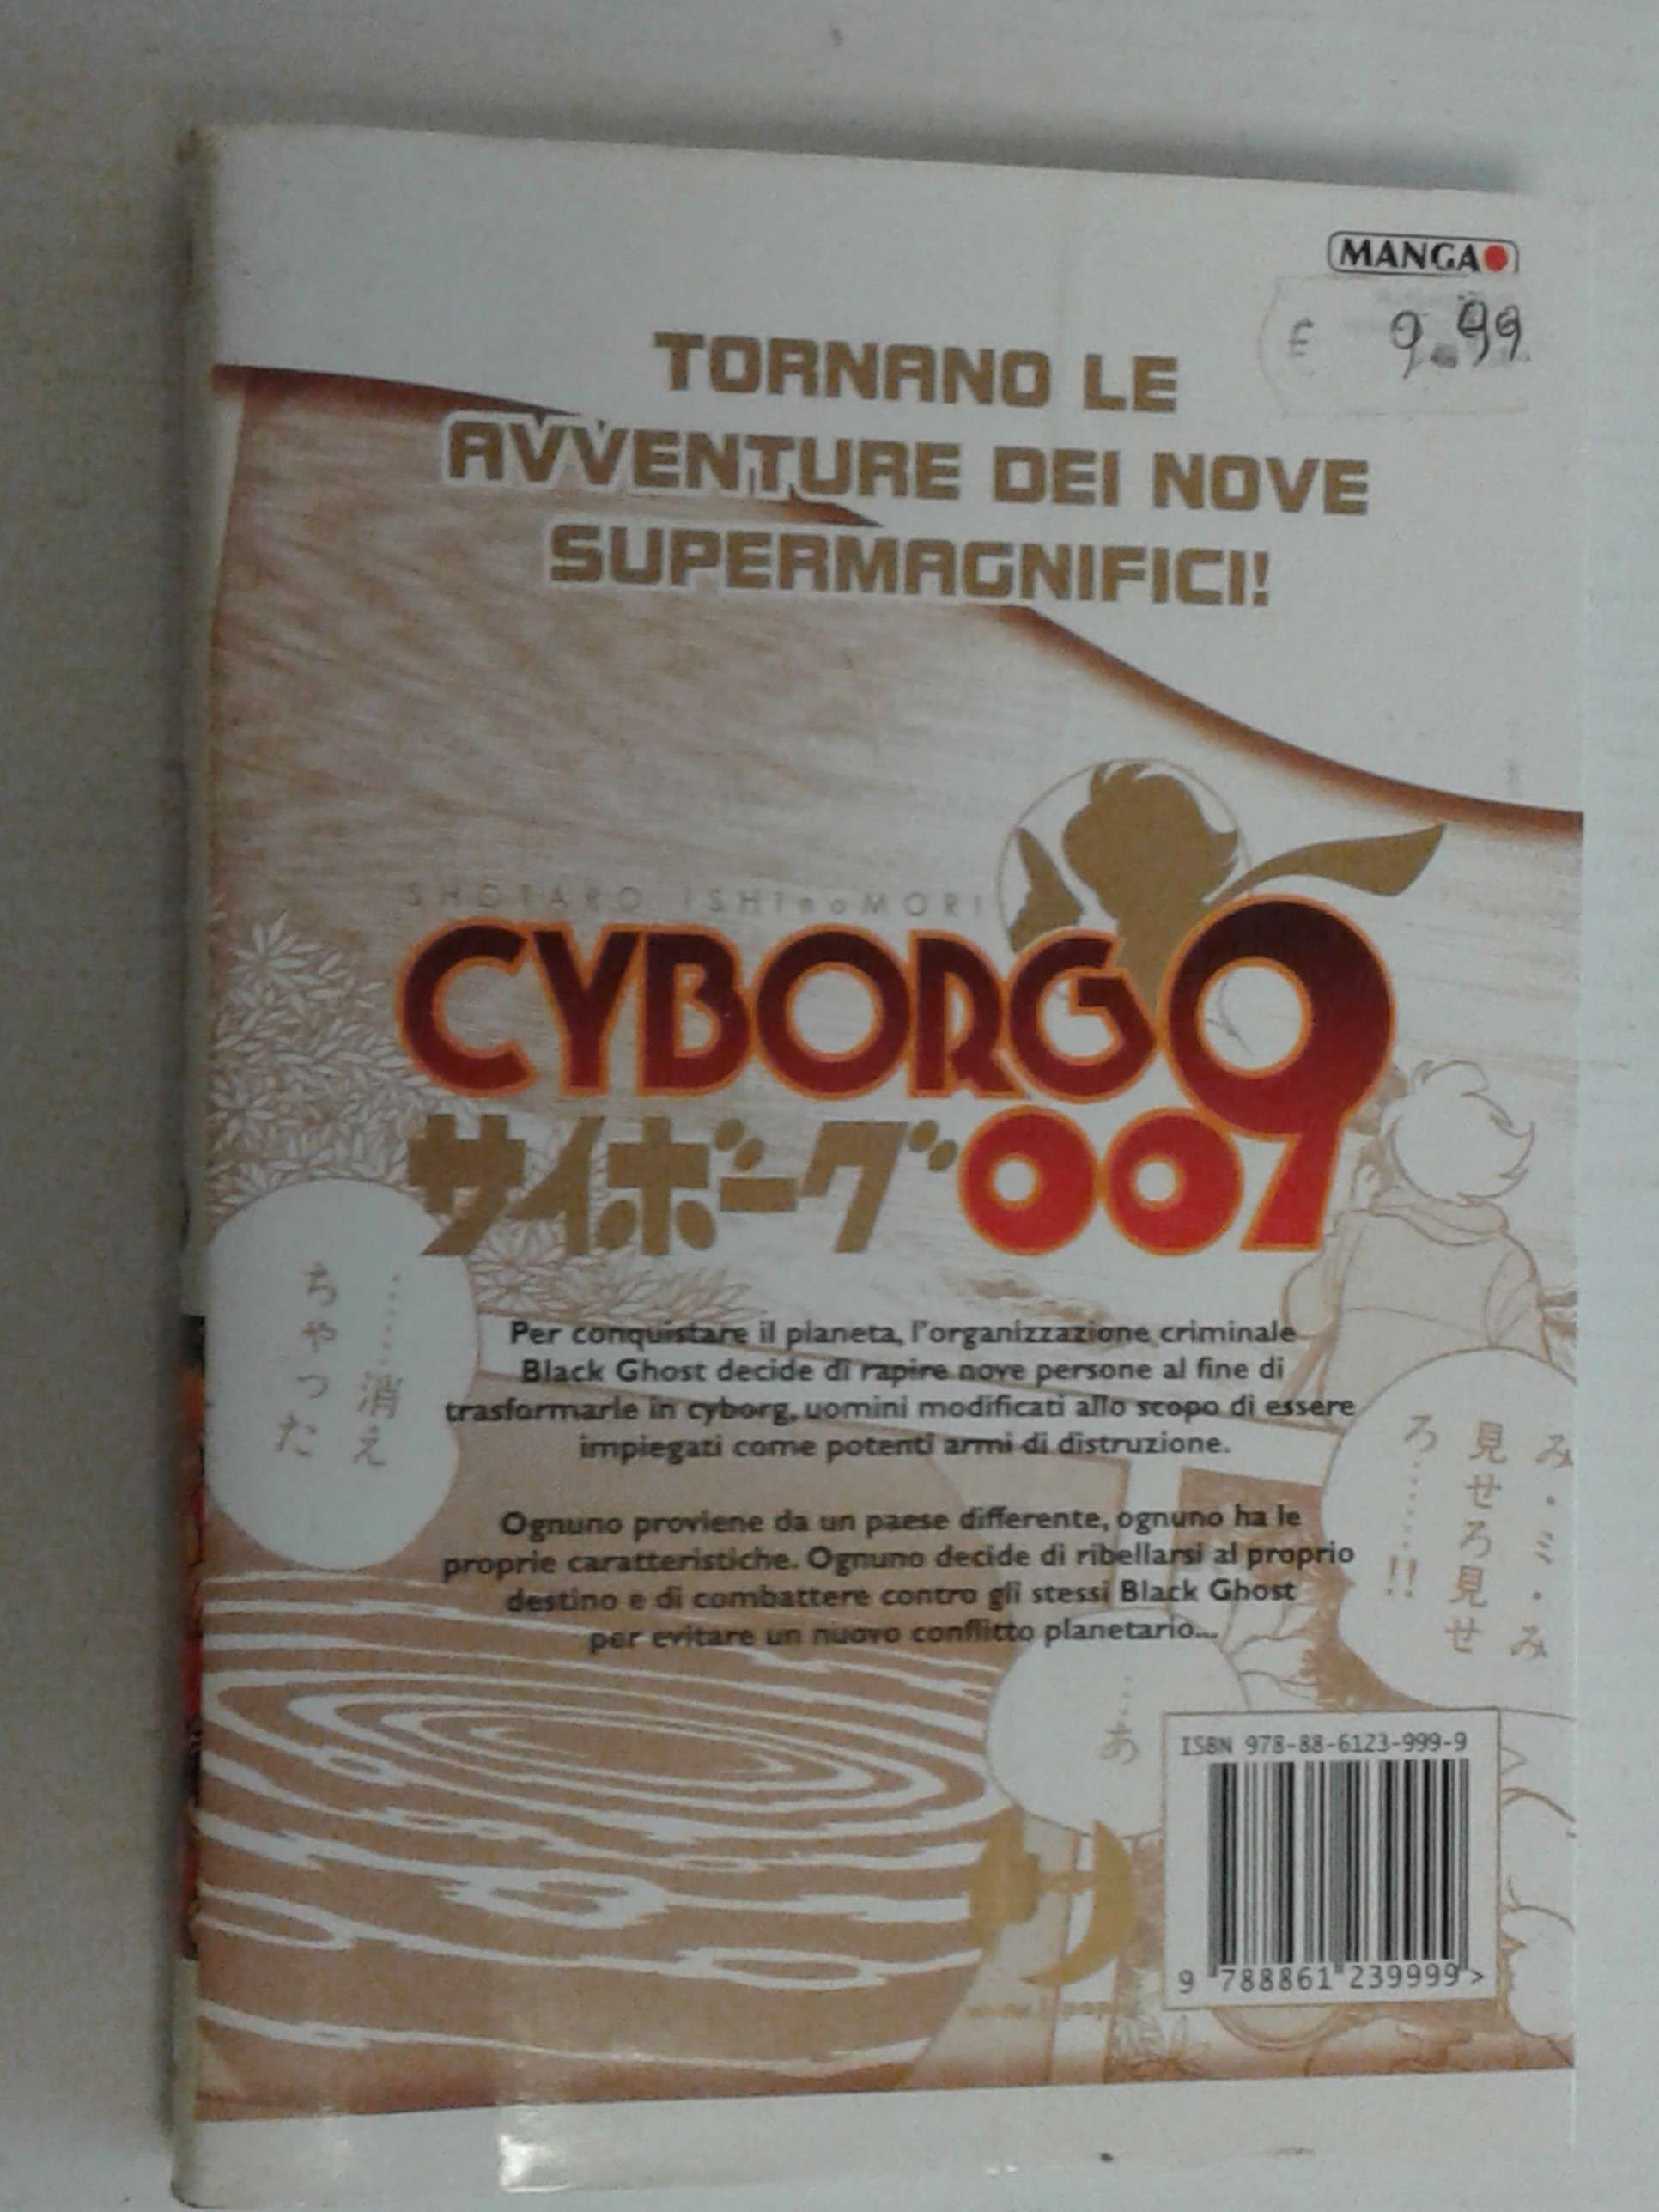 MANGA
€ 9.99
TORNANO LE
AVVENTURE DEI NOVE
SUPERMAGNIFICI!
SHOTARO ISHInoMORI
CYBORG 009
サイボーグ
……消え
ちゃった
Per conquistare il pianeta, l'organizzazione criminale
Black Ghost decide di rapire nove persone al fine di
trasformarle in cyborg, uomini modificati allo scopo di essere
impiegati come potenti armi di distruzione.
み・ミ・み
見せろ見せ
ろ……!!
Ognuno proviene da un paese differente, ognuno ha le
proprie caratteristiche. Ognuno decide di ribellarsi al proprio
destino e di combattere contro gli stessi Black Ghost
per evitare un nuovo conflitto planetario...
ISBN 978-88-6123-999-9
9 788861 239999 >